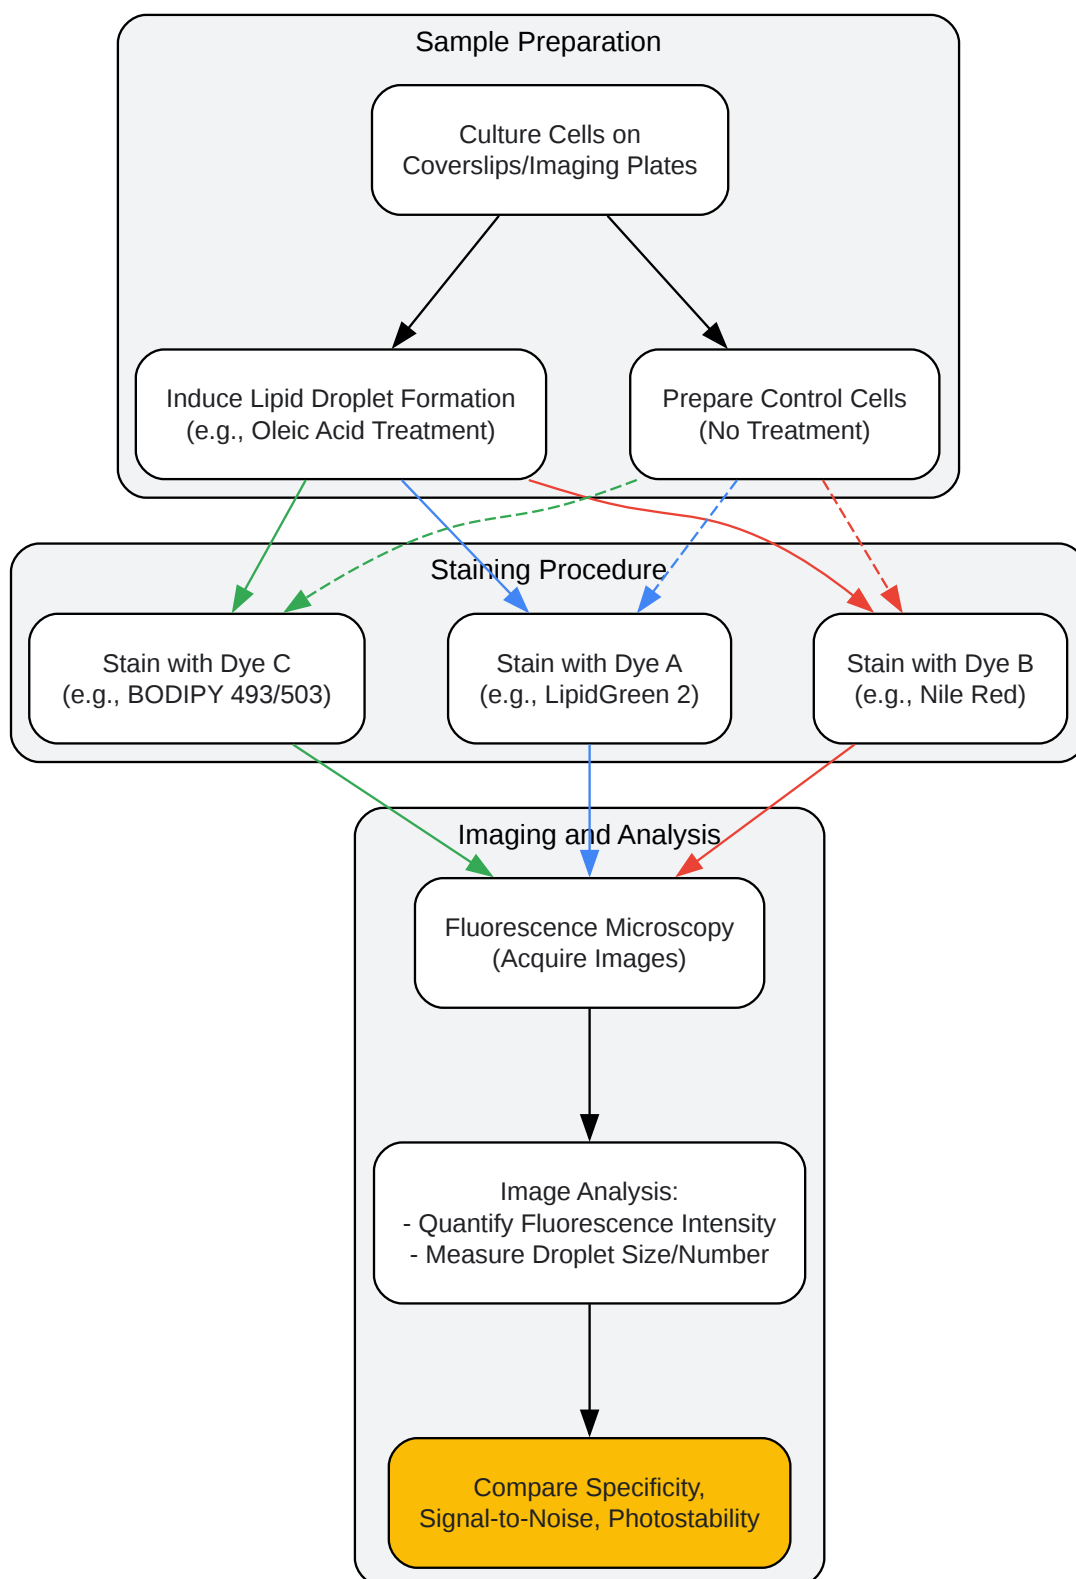 Sample Preparation
Culture Cells on
Coverslips/Imaging Plates
Induce Lipid Droplet Formation
(e.g., Oleic Acid Treatment)
Prepare Control Cells
(No Treatment)
Staining Procedure
Stain with Dye C
(e.g., BODIPY 493/503)
Stain with Dye A
(e.g., LipidGreen 2)
Stain with Dye B
(e.g., Nile Red)
Imaging and Analysis
Fluorescence Microscopy
(Acquire Images)
Image Analysis:
- Quantify Fluorescence Intensity
- Measure Droplet Size/Number
Compare Specificity,
Signal-to-Noise, Photostability